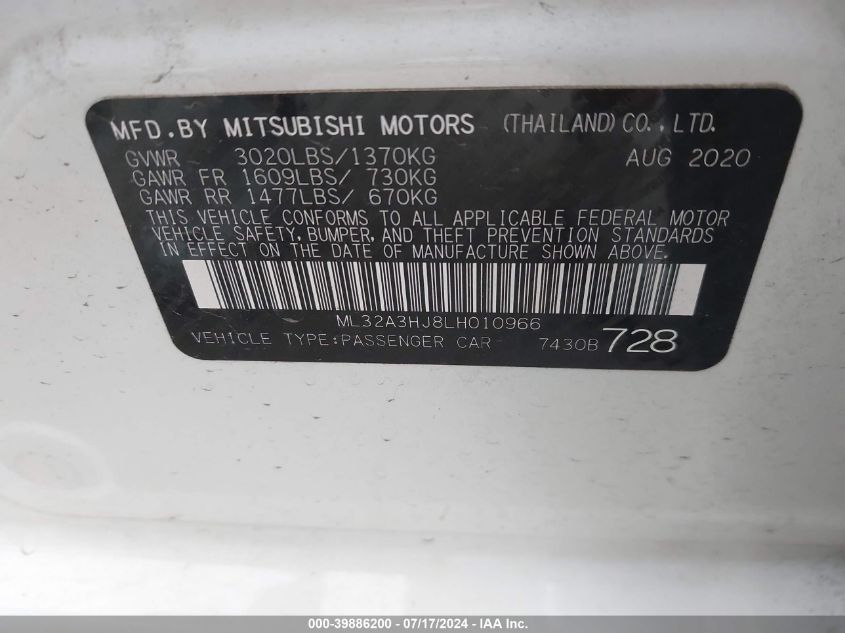 MFD.BY MITSUBISHI MOTORS (THAILAND) CO.,LTD.
GVWR 3020LBS/1370KG AUG 2020
GAWR FR 1609LBS/ 730KG
GAWR RR 1477LBS/ 670KG
THIS VEHICLE CONFORMS TO ALL APPLICABLE FEDERAL MOTOR
VEHICLE SAFETY, BUMPER, AND THEFT PREVENTION STANDARDS
IN EFFECT ON THE DATE OF MANUFACTURE SHOWN ABOVE.
ML32A3HJ8LH010966
VEHICLE TYPE:PASSENGER CAR 7430B 728
000-39886200 - 07/17/2024 - IAAI Inc.